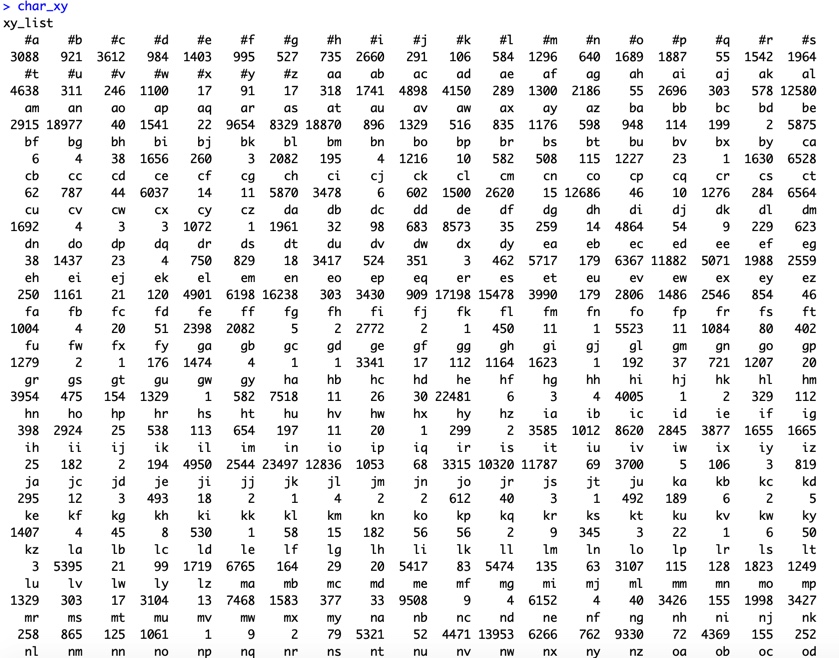 > char_xy
xy_list
#a #b #c #d #e #f #g #h #i #j #k #l #m #n #o #p #q #r #s
3088 921 3612 984 1403 995 527 735 2660 291 106 584 1296 640 1689 1887 55 1542 1964
#t #u #v #w #x #y #z aa ab ac ad ae af ag ah ai aj ak al
4638 311 246 1100 17 91 17 318 1741 4898 4150 289 1300 2186 55 2696 303 578 12580
am an ao ap aq ar as at au av aw ax ay az ba bb bc bd be
2915 18977 40 1541 22 9654 8329 18870 896 1329 516 835 1176 598 948 114 199 2 5875
bf bg bh bi bj bk bl bm bn bo bp br bs bt bu bv bx by ca
6 4 38 1656 260 3 2082 195 4 1216 10 582 508 115 1227 23 1 1630 6528
cb cc cd ce cf cg ch ci cj ck cl cm cn co cp cq cr cs ct
62 787 44 6037 14 11 5870 3478 6 602 1500 2620 15 12686 46 10 1276 284 6564
cu cv cw cx cy cz da db dc dd de df dg dh di dj dk dl dm
1692 4 3 3 1072 1 1961 32 98 683 8573 35 259 14 4864 54 9 229 623
dn do dp dq dr ds dt du dv dw dx dy ea eb ec ed ee ef eg
38 1437 23 4 750 829 18 3417 524 351 3 462 5717 179 6367 11882 5071 1988 2559
eh ei ej ek el em en eo ep eq er es et eu ev ew ex ey ez
250 1161 21 120 4901 6198 16238 303 3430 909 17198 15478 3990 179 2806 1486 2546 854 46
fa fb fc fd fe ff fg fh fi fj fk fl fm fn fo fp fr fs ft
1004 4 20 51 2398 2082 5 2 2772 2 1 450 11 1 5523 11 1084 80 402
fu fw fx fy ga gb gc gd ge gf gg gh gi gj gl gm gn go gp
1279 2 1 176 1474 4 1 1 3341 17 112 1164 1623 1 192 37 721 1207 20
gr gs gt gu gw gy ha hb hc hd he hf hg hh hi hj hk hl hm
3954 475 154 1329 1 582 7518 11 26 30 22481 6 3 4 4005 1 2 329 112
hn ho hp hr hs ht hu hv hw hx hy hz ia ib ic id ie if ig
398 2924 25 538 113 654 197 11 20 1 299 2 3585 1012 8620 2845 3877 1655 1665
ih ii ij ik il im in io ip iq ir is it iu iv iw ix iy iz
25 182 2 194 4950 2544 23497 12836 1053 68 3315 10320 11787 69 3700 5 106 3 819
ja jc jd je ji jj jk jl jm jn jo jr js jt ju ka kb kc kd
295 12 3 493 18 2 1 4 2 2 612 40 3 1 492 189 6 2 5
ke kf kg kh ki kk kl km kn ko kp kq kr ks kt ku kv kw ky
1407 4 45 8 530 1 58 15 182 56 56 2 9 345 3 22 1 6 50
kz la lb lc ld le lf lg lh li lk ll lm ln lo lp lr ls lt
3 5395 21 99 1719 6765 164 29 20 5417 83 5474 135 63 3107 115 128 1823 1249
lu lv lw ly lz ma mb mc md me mf mg mi mj ml mm mn mo mp
1329 303 17 3104 13 7468 1583 377 33 9508 9 4 6152 4 40 3426 155 1998 3427
mr ms mt mu mv mw mx my na nb nc nd ne nf ng nh ni nj nk
258 865 125 1061 1 9 2 79 5321 52 4471 13953 6266 762 9330 72 4369 155 252
nl nm nn no np nq nr ns nt nu nv nw nx ny nz oa ob oc od